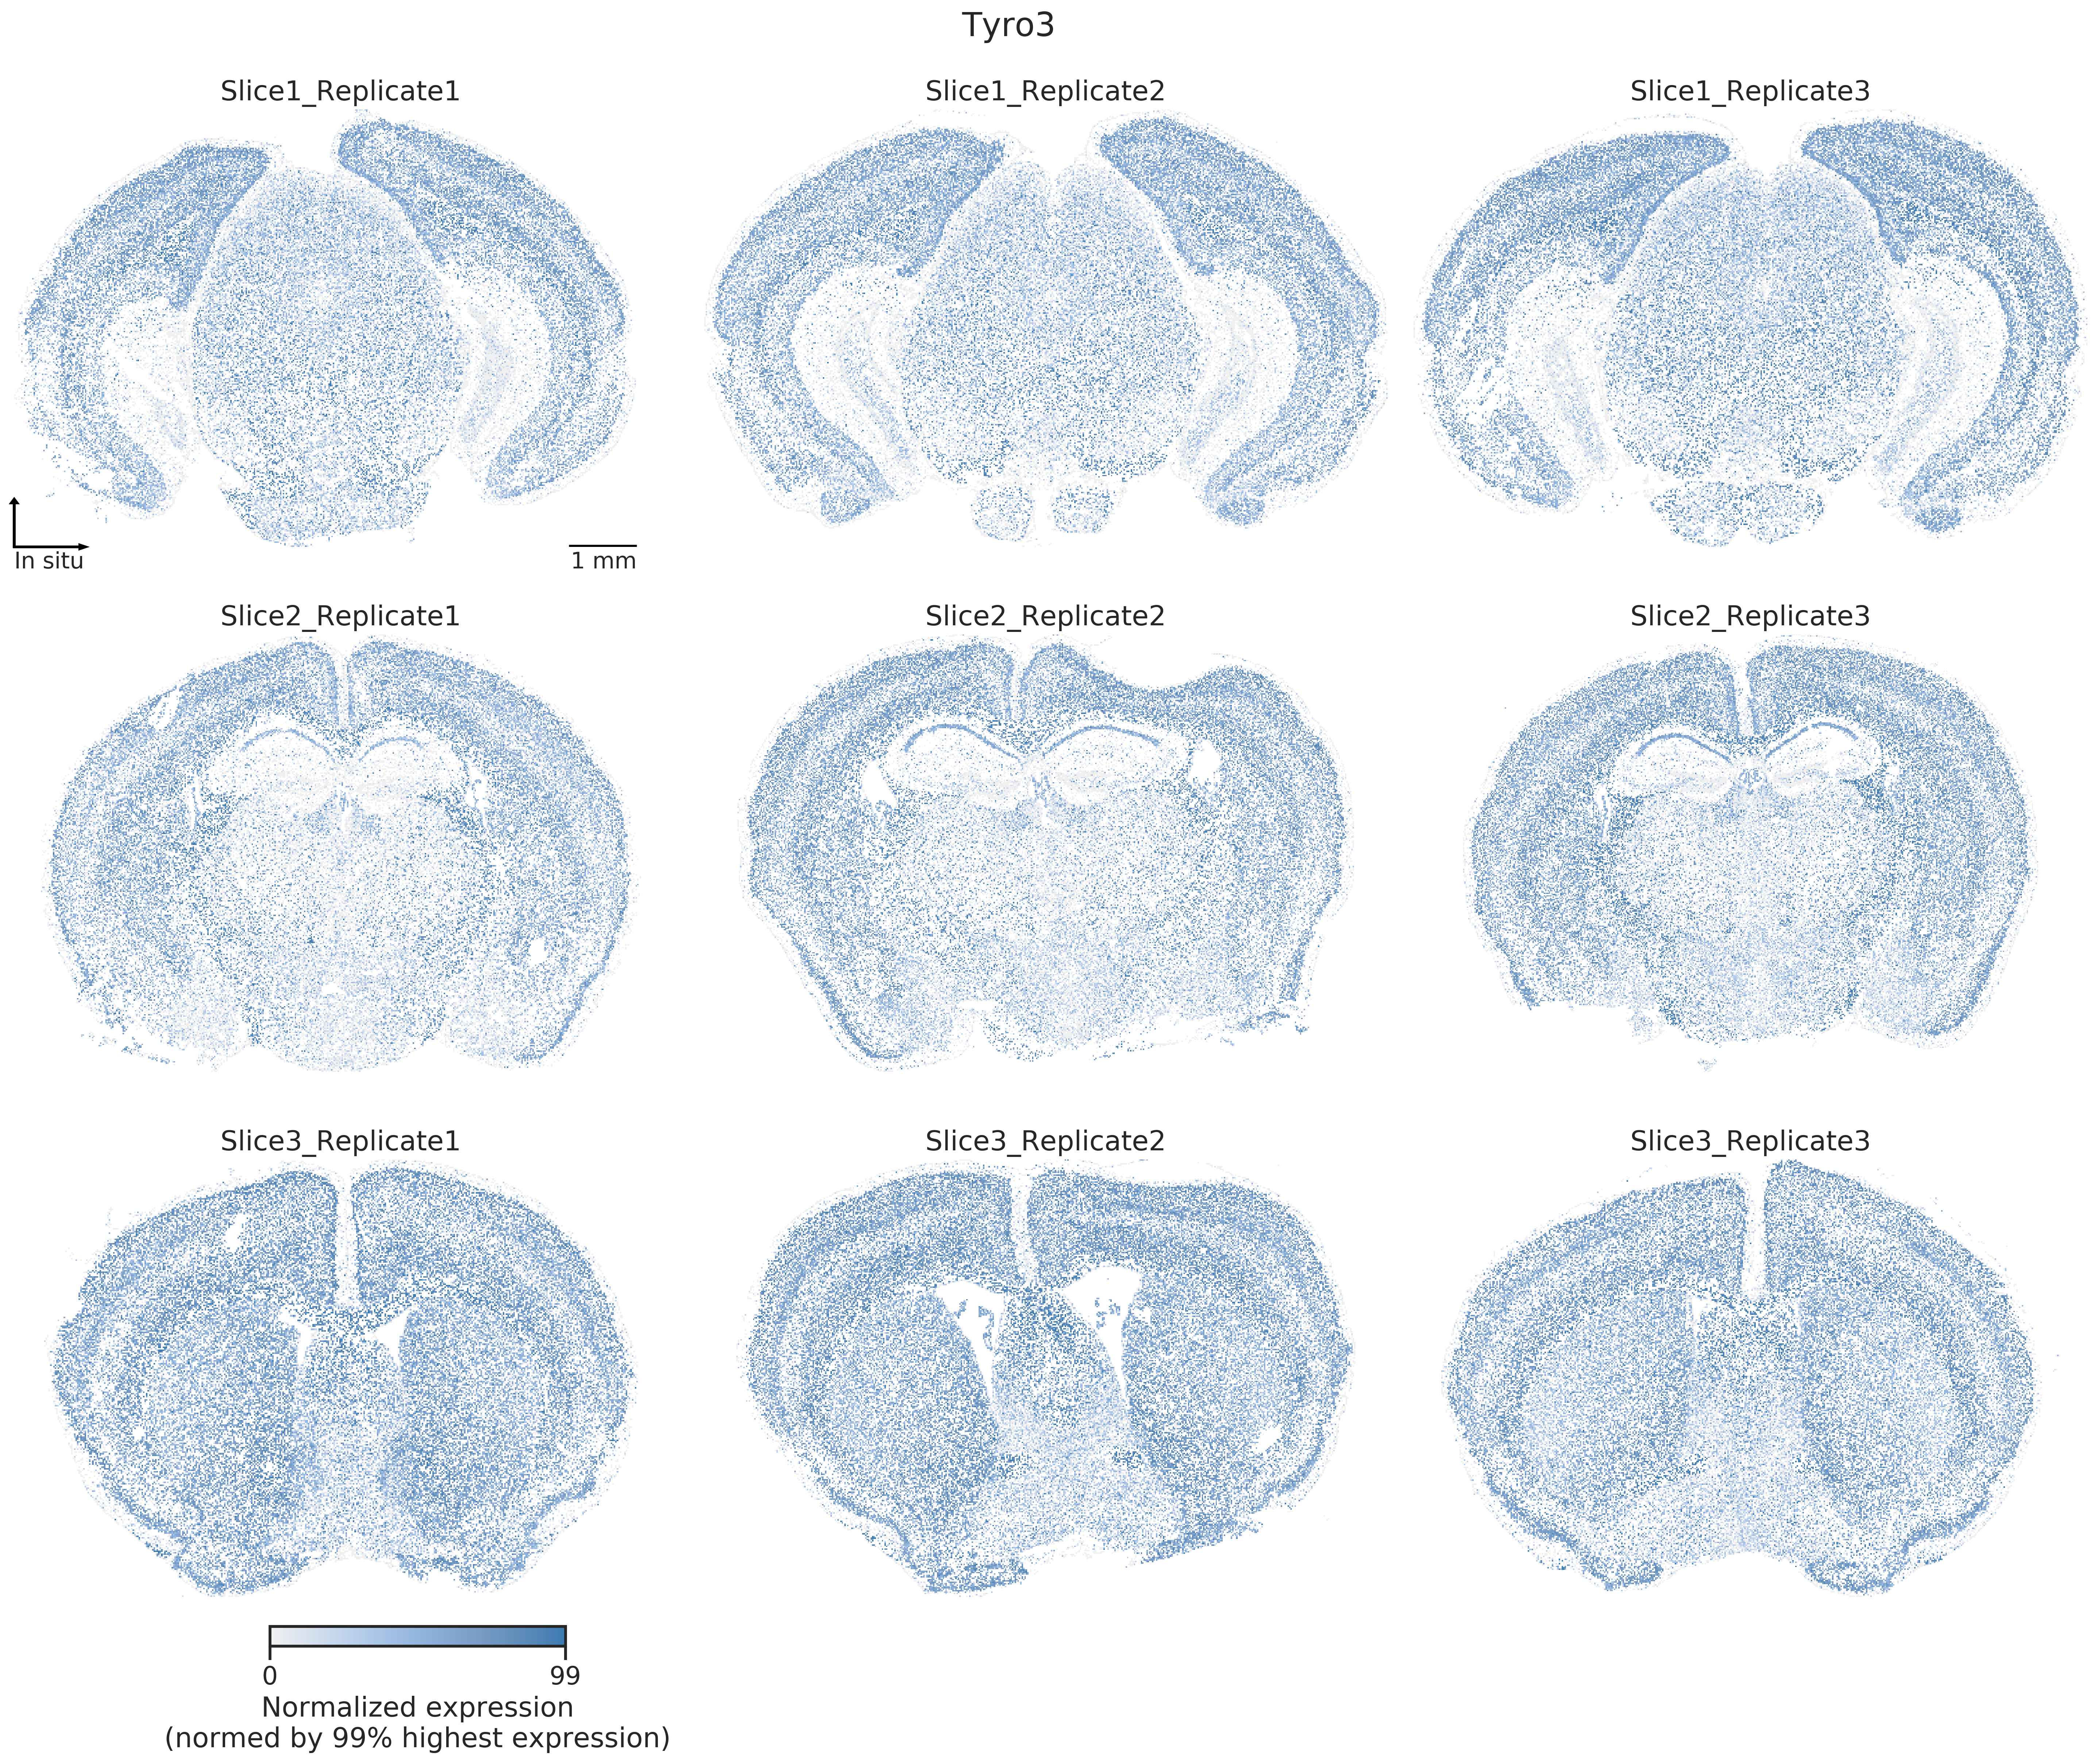 Tyro3
Slice1_Replicate1
Slice1_Replicate2
Slice1_Replicate3
In situ
1 mm
Slice2_Replicate1
Slice2_Replicate2
Slice2_Replicate3
Slice3_Replicate1
Slice3_Replicate2
Slice3_Replicate3
0
99
Normalized expression
(normed by 99% highest expression)